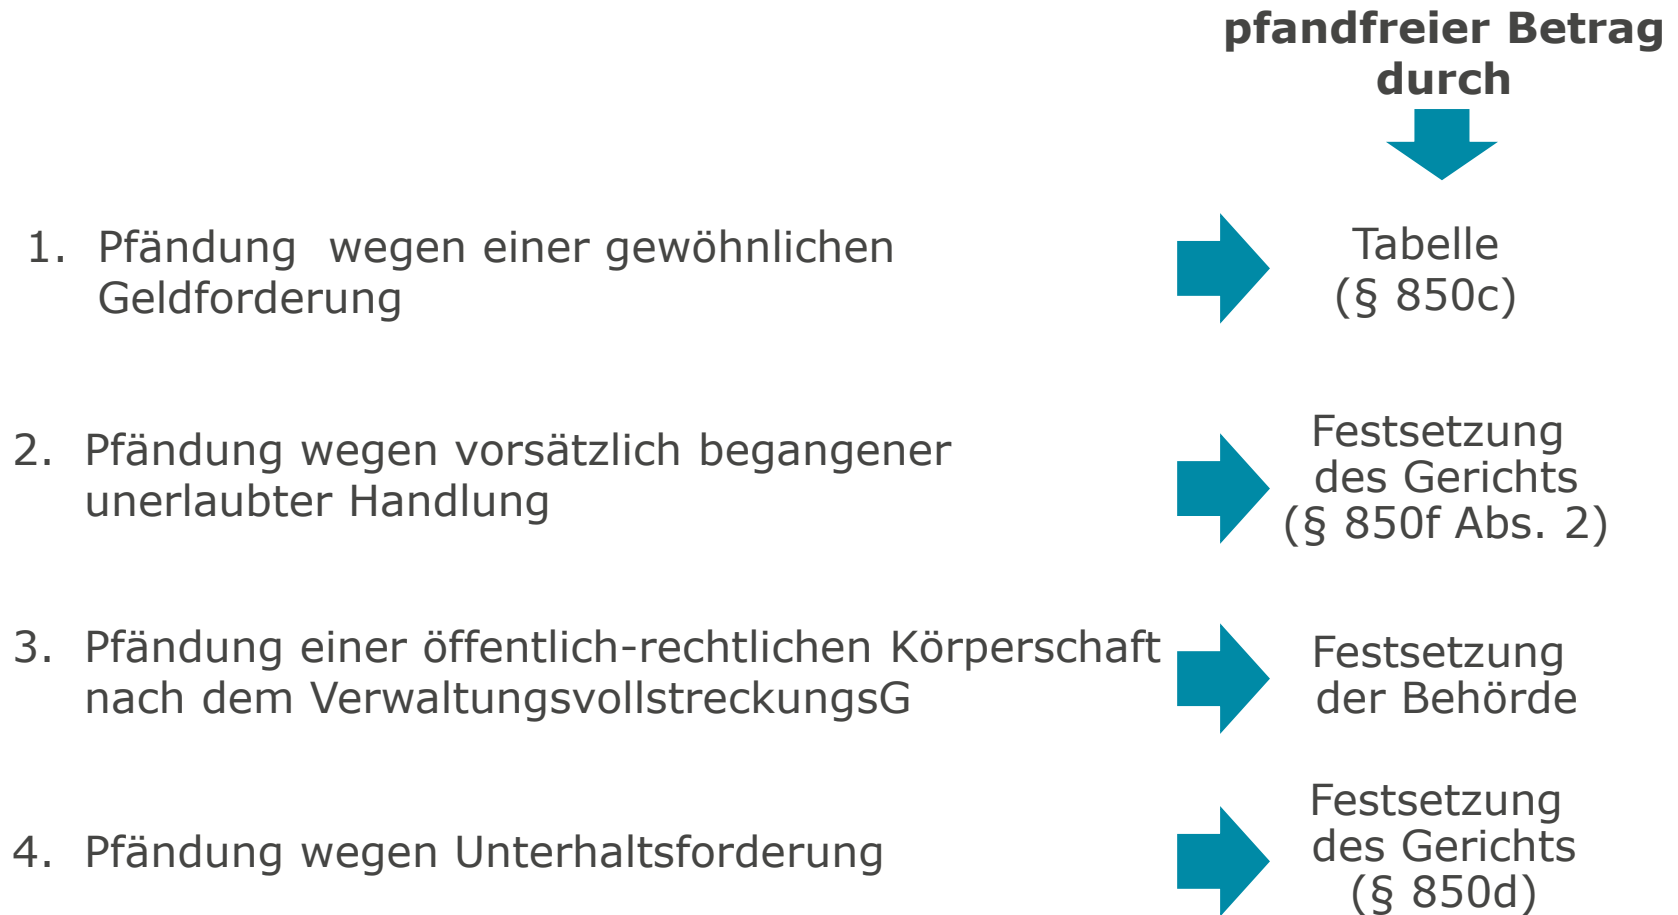 pfandfreier Betrag
durch
1. Pfändung wegen einer gewöhnlichen
Geldforderung
Tabelle
(§ 850c)
2. Pfändung wegen vorsätzlich begangener
unerlaubter Handlung
Festsetzung
des Gerichts
(§ 850f Abs. 2)
3. Pfändung einer öffentlich-rechtlichen Körperschaft
nach dem VerwaltungsvollstreckungsG
Festsetzung
der Behörde
4. Pfändung wegen Unterhaltsforderung
Festsetzung
des Gerichts
(§ 850d)